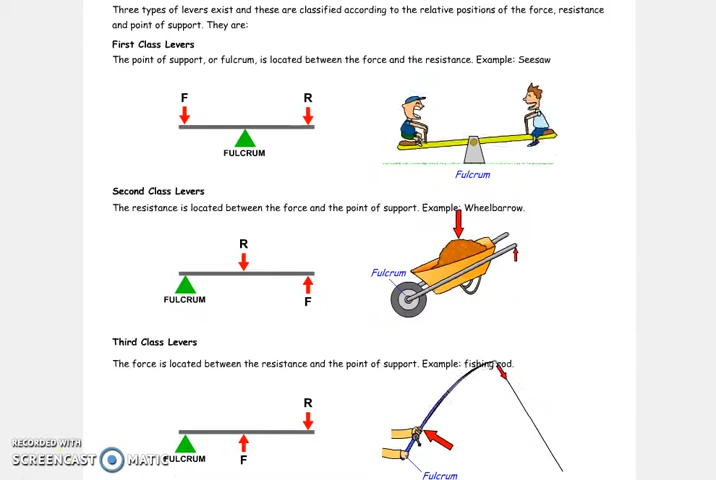 Three types of levers exist and these are classified according to the relative positions of the force, resistance
and point of support. They are:
First Class Levers
The point of support, or fulcrum, is located between the force and the resistance. Example: Seesaw
F R
FULCRUM
Fulcrum
Second Class Levers
The resistance is located between the force and the point of support. Example: Wheelbarrow.
R
Fulcrum
FULCRUM
F
Third Class Levers
The force is located between the resistance and the point of support. Example: fishing rod.
R
RECORDED WITH
SCREENCAST MATIC
FULCRUM
F
Fulcrum